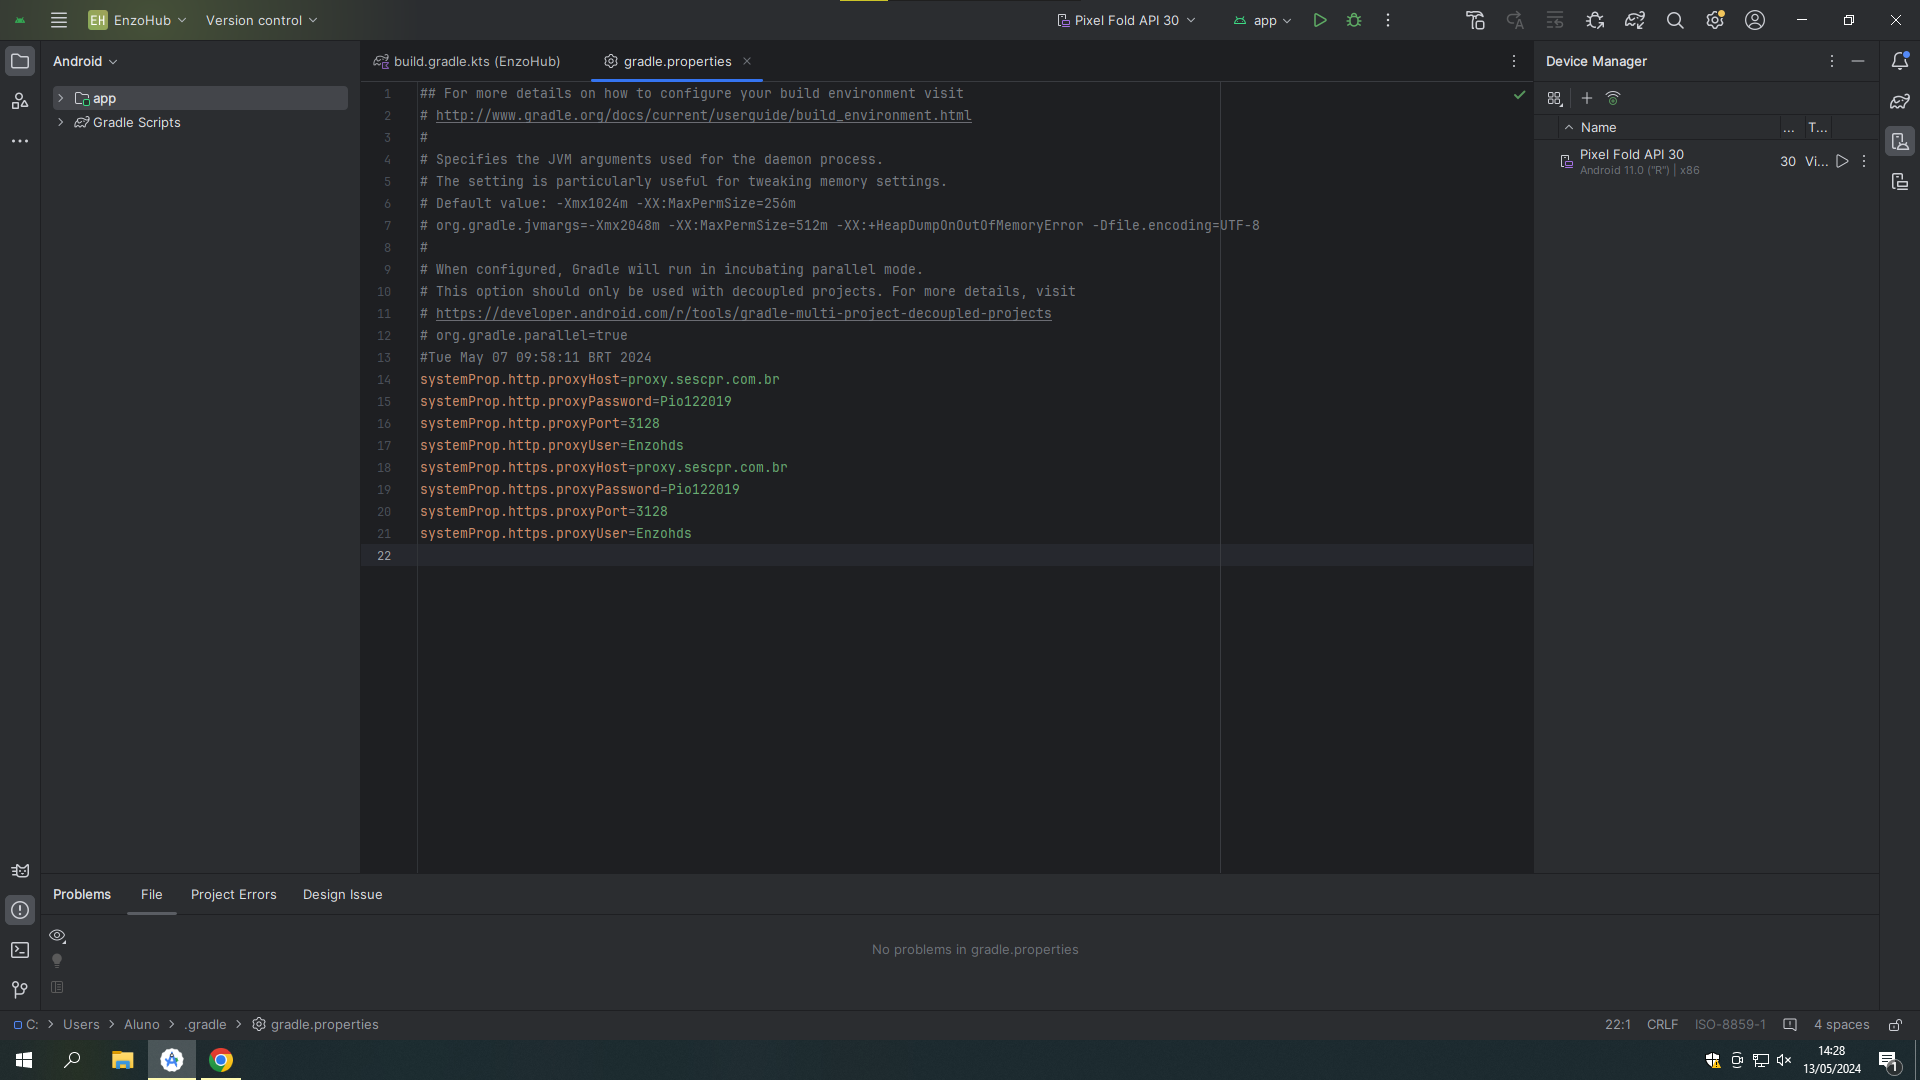 EH EnzoHub
Version control
Pixel Fold API 30
app
Android
app
Gradle Scripts
build.gradle.kts (EnzoHub)
gradle.properties
1 ## For more details on how to configure your build environment visit
2 # http://www.gradle.org/docs/current/userguide/build_environment.html
3 #
4 # Specifies the JVM arguments used for the daemon process.
5 # The setting is particularly useful for tweaking memory settings.
6 # Default value: -Xmx1024m -XX:MaxPermSize=256m
7 # org.gradle.jvmargs=-Xmx2048m -XX:MaxPermSize=512m -XX:+HeapDumpOnOutOfMemoryError -Dfile.encoding=UTF-8
8 #
9 # When configured, Gradle will run in incubating parallel mode.
10 # This option should only be used with decoupled projects. For more details, visit
11 # https://developer.android.com/r/tools/gradle-multi-project-decoupled-projects
12 # org.gradle.parallel=true
13 #Tue May 07 09:58:11 BRT 2024
14 systemProp.http.proxyHost=proxy.sescpr.com.br
15 systemProp.http.proxyPassword=Pio122019
16 systemProp.http.proxyPort=3128
17 systemProp.http.proxyUser=Enzohds
18 systemProp.https.proxyHost=proxy.sescpr.com.br
19 systemProp.https.proxyPassword=Pio122019
20 systemProp.https.proxyPort=3128
21 systemProp.https.proxyUser=Enzohds
22
Device Manager
Name ... T...
Pixel Fold API 30 30 Vi...
Android 11.0 ("R") | x86
Problems File Project Errors Design Issue
No problems in gradle.properties
C: > Users > Aluno > .gradle > gradle.properties
22:1 CRLF ISO-8859-1 4 spaces
14:28
13/05/2024
1